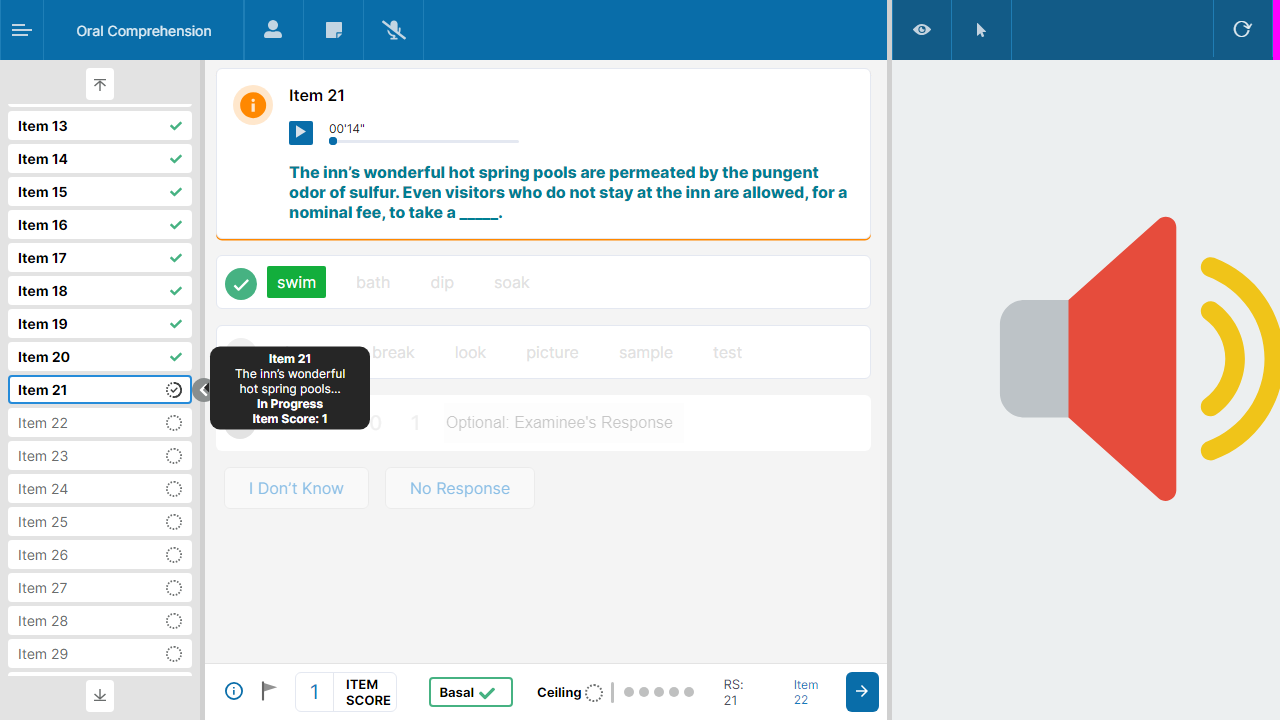 Oral Comprehension
Item 13
Item 14
Item 15
Item 16
Item 17
Item 18
Item 19
Item 20
Item 21
Item 22
Item 23
Item 24
Item 25
Item 26
Item 27
Item 28
Item 29
Item 21
00'14"
The inn's wonderful hot spring pools are permeated by the pungent
odor of sulfur. Even visitors who do not stay at the inn are allowed, for a
nominal fee, to take a _____.
swim bath dip soak
break look picture sample test
Item 21
The inn's wonderful
hot spring pools...
In Progress
Item Score: 1
0 1 Optional: Examinee's Response
I Don't Know No Response
1 ITEM
SCORE
Basal
Ceiling
RS:
21
Item
22